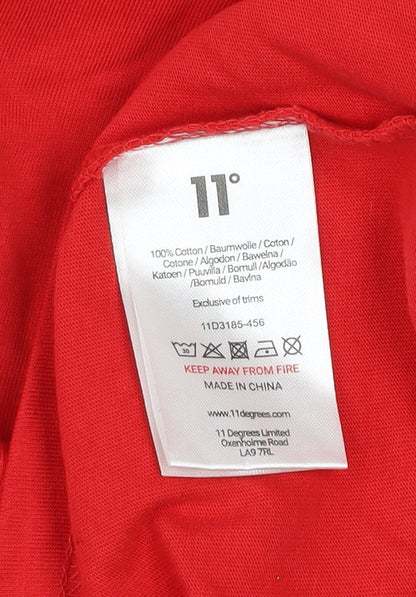 11°
100% Cotton / Baumwolle / Coton /
Cotone / Algodon / Bawelna /
Katoen / Puuvilla / Bomull / Algodão
/Bomuld / Bavlna
Exclusive of trims
11D3185-456
30
KEEP AWAY FROM FIRE
MADE IN CHINA
www.11degrees.com
11 Degrees Limited
Oxenholme Road
LA9 7RL